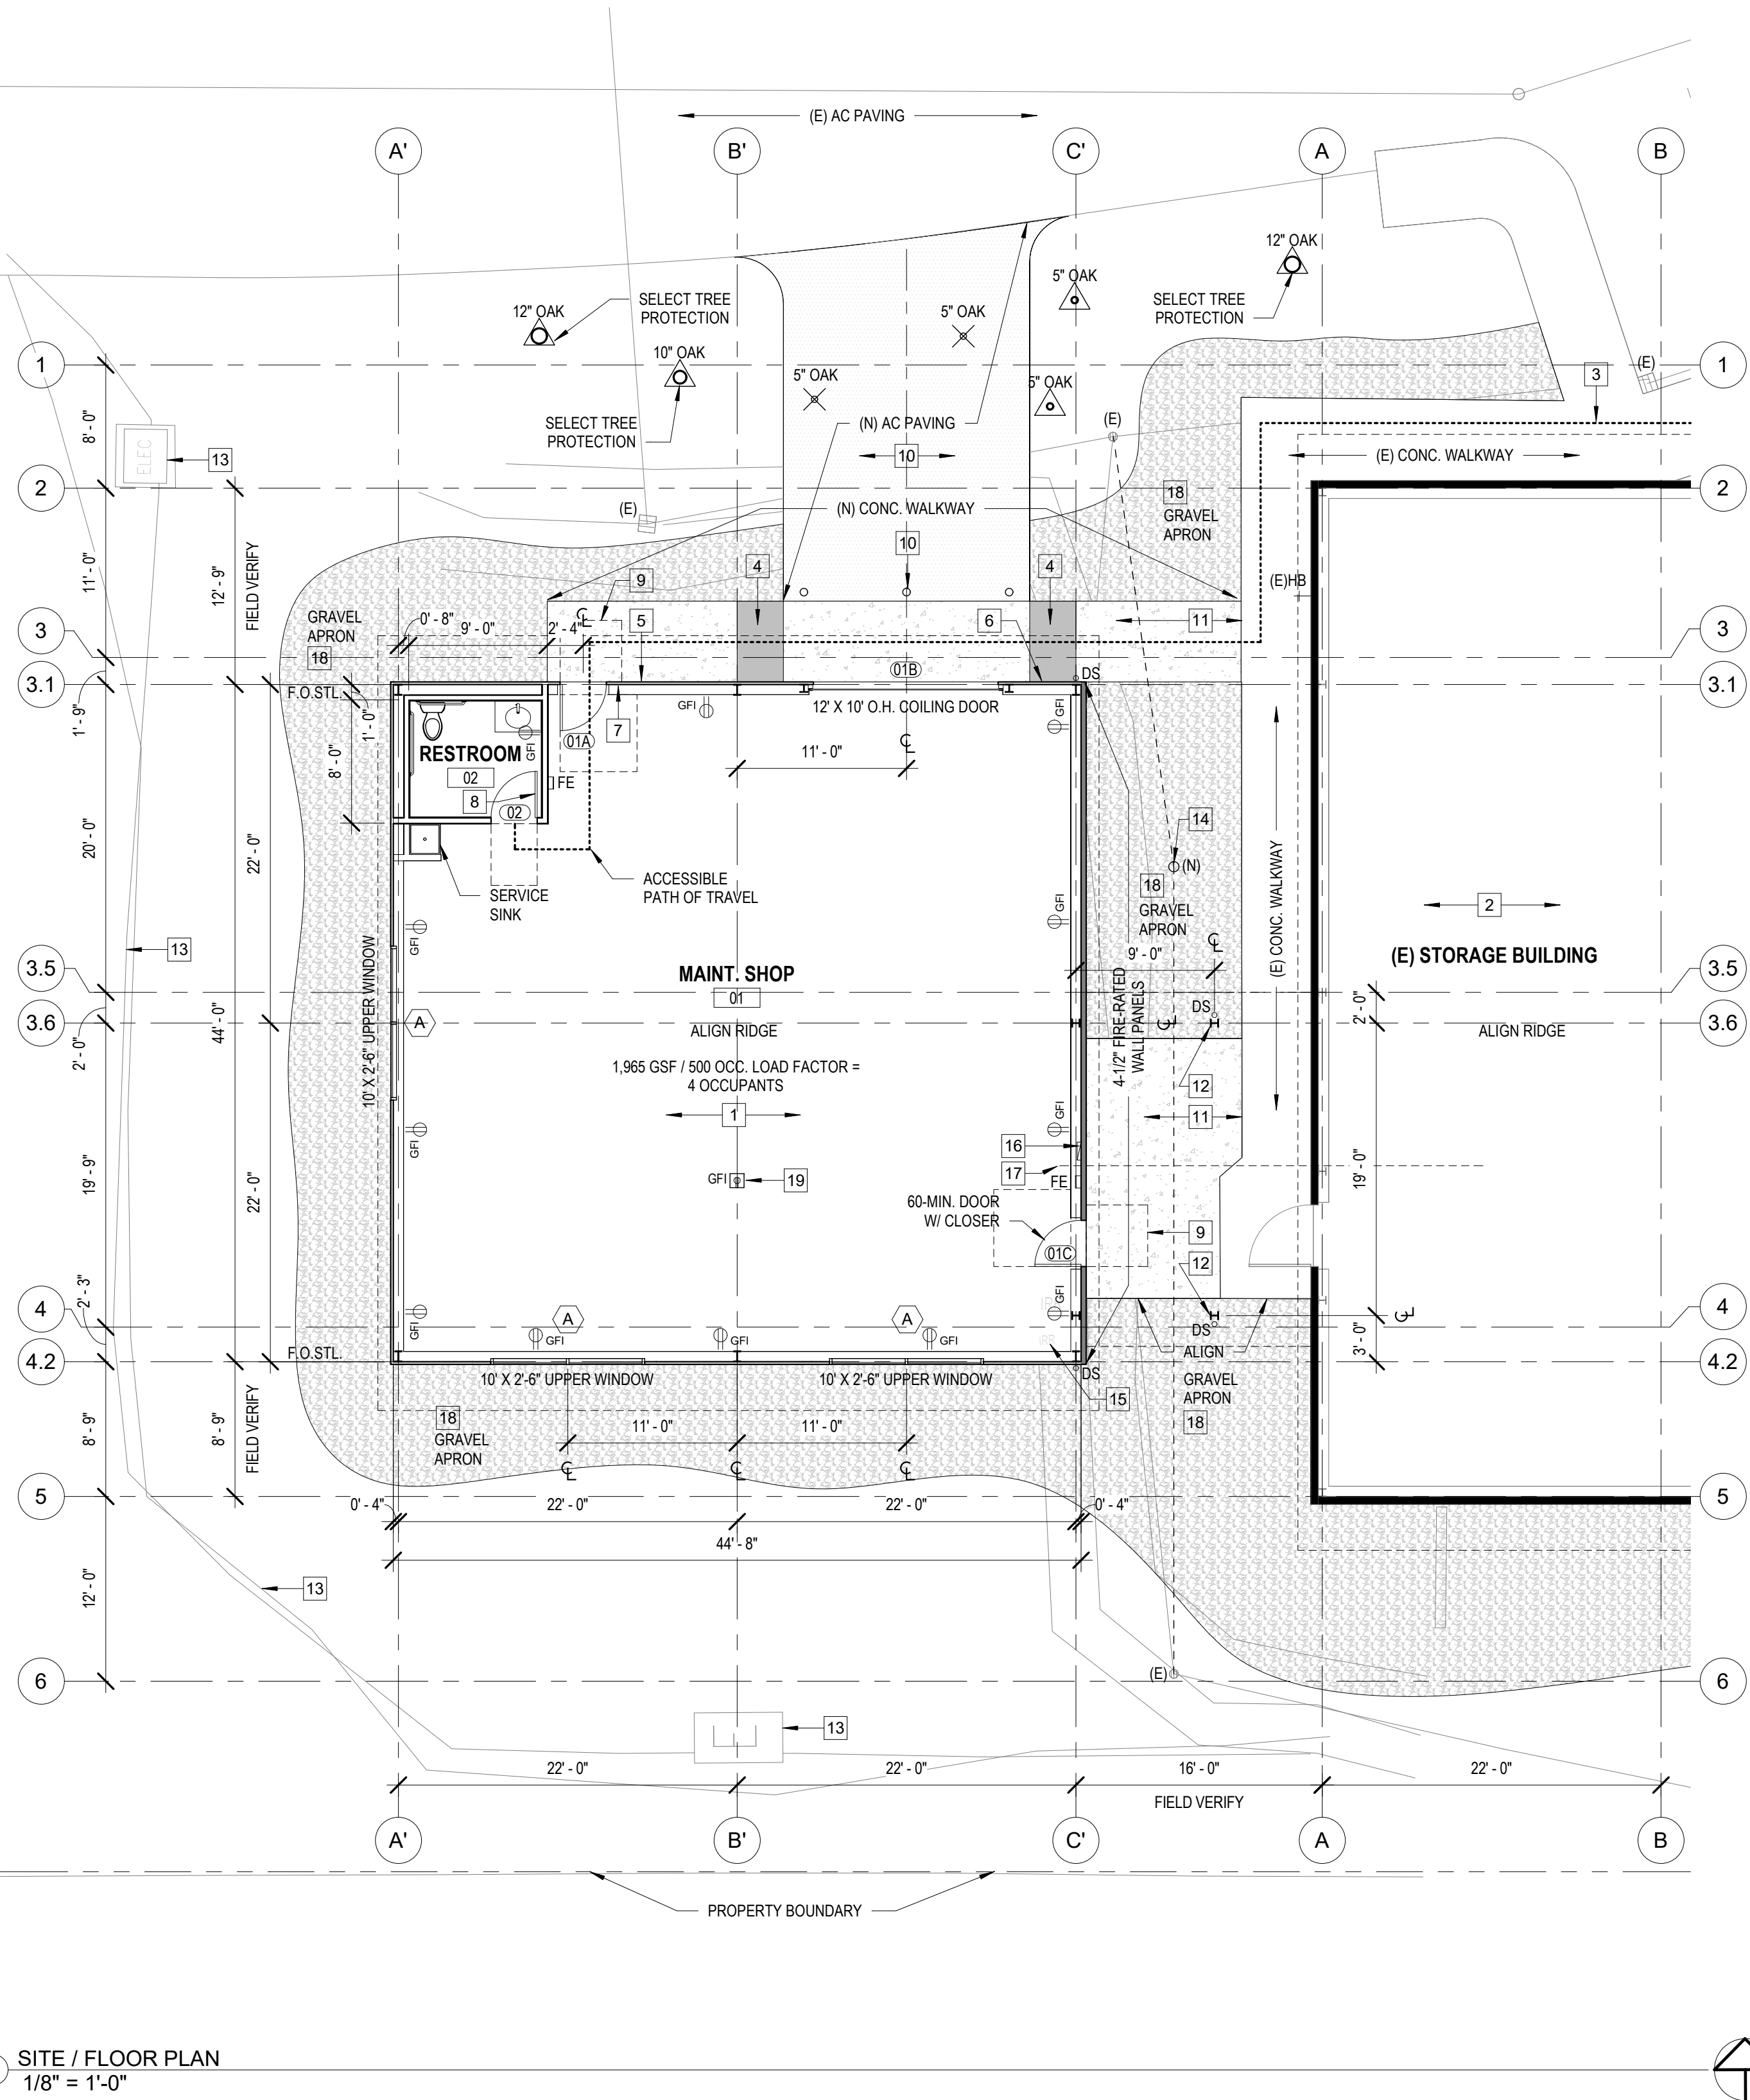 (E) AC PAVING
A'
B'
C'
A
B
12" OAK
5" OAK
SELECT TREE
PROTECTION
SELECT TREE
PROTECTION
12" OAK
5" OAK
10" OAK
1
(E)
1
3
5" OAK
5" OAK
8' - 0"
SELECT TREE
PROTECTION
(N) AC PAVING
(E)
ELEC
13
10
(E) CONC. WALKWAY
2
18
2
GRAVEL
APRON
(E)
(N) CONC. WALKWAY
11' - 0"
12' - 9"
FIELD VERIFY
10
4
4
9
(E)HB
GRAVEL
APRON
18
0' - 8"
9' - 0"
2' - 4"
5
6
11
3
3
01B
3.1
F.O.STL.
DS
3.1
1' - 9"
1' - 0"
GFI
12' X 10' O.H. COILING DOOR
GFI
7
01A
GFI
RESTROOM
02
8
02
FE
8' - 0"
11' - 0"
14
(N)
20' - 0"
22' - 0"
SERVICE
SINK
ACCESSIBLE
PATH OF TRAVEL
18
GRAVEL
APRON
GFI
(E) CONC. WALKWAY
2
GFI
13
9' - 0"
(E) STORAGE BUILDING
3.5
MAINT. SHOP
01
3.5
10' X 2'-6" UPPER WINDOW
4-1/2" FIRE-RATED
WALL PANELS
DS
2' - 0"
3.6
A
ALIGN RIDGE
ALIGN RIDGE
3.6
2' - 0"
44' - 0"
1,965 GSF / 500 OCC. LOAD FACTOR =
4 OCCUPANTS
12
1
11
GFI
GFI
16
17
FE
19' - 9"
22' - 0"
GFI
19
19' - 0"
60-MIN. DOOR
W/ CLOSER
9
01C
12
2' - 3"
GFI
GFI
4
A
A
4
GFI
GFI
GFI
DS
4.2
F.O.STL.
ALIGN
3' - 0"
4.2
DS
10' X 2'-6" UPPER WINDOW
10' X 2'-6" UPPER WINDOW
GRAVEL
APRON
18
15
18
GRAVEL
APRON
8' - 9"
8' - 9"
FIELD VERIFY
11' - 0"
11' - 0"
5
0' - 4"
22' - 0"
22' - 0"
0' - 4"
5
44' - 8"
12' - 0"
13
6
(E)
6
13
22' - 0"
22' - 0"
16' - 0"
22' - 0"
FIELD VERIFY
A'
B'
C'
A
B
PROPERTY BOUNDARY
SITE / FLOOR PLAN
1/8" = 1'-0"